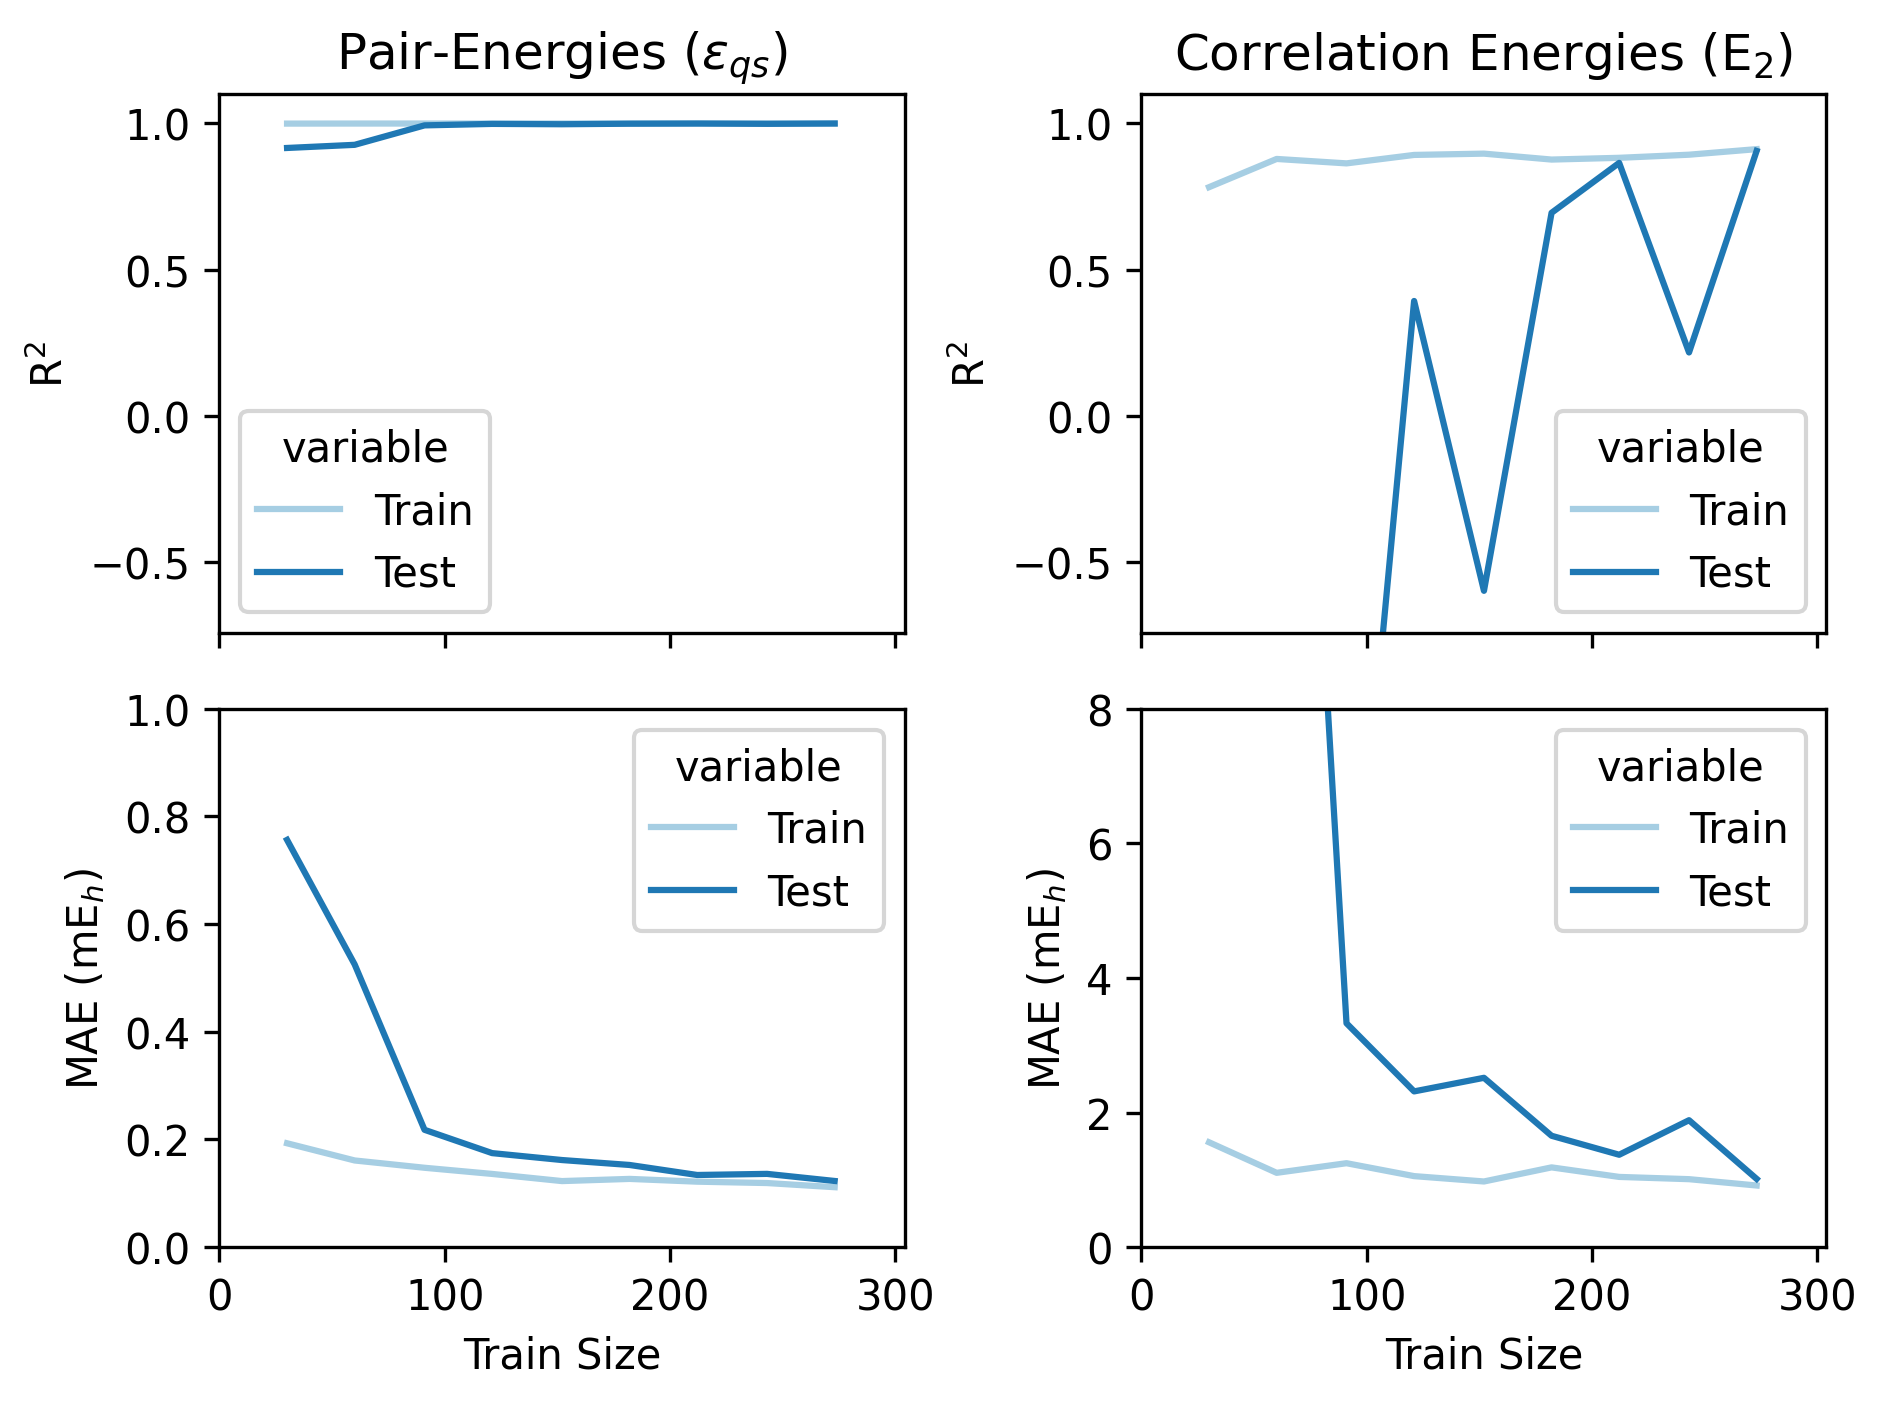 Pair-Energies (ε_qs)
1.0
0.5
0.0
−0.5
R²
variable
Train
Test
Correlation Energies (E₂)
1.0
0.5
0.0
−0.5
R²
variable
Train
Test
1.0
0.8
0.6
0.4
0.2
0.0
MAE (mE_h)
variable
Train
Test
0 100 200 300
Train Size
8
6
4
2
0
MAE (mE_h)
variable
Train
Test
0 100 200 300
Train Size